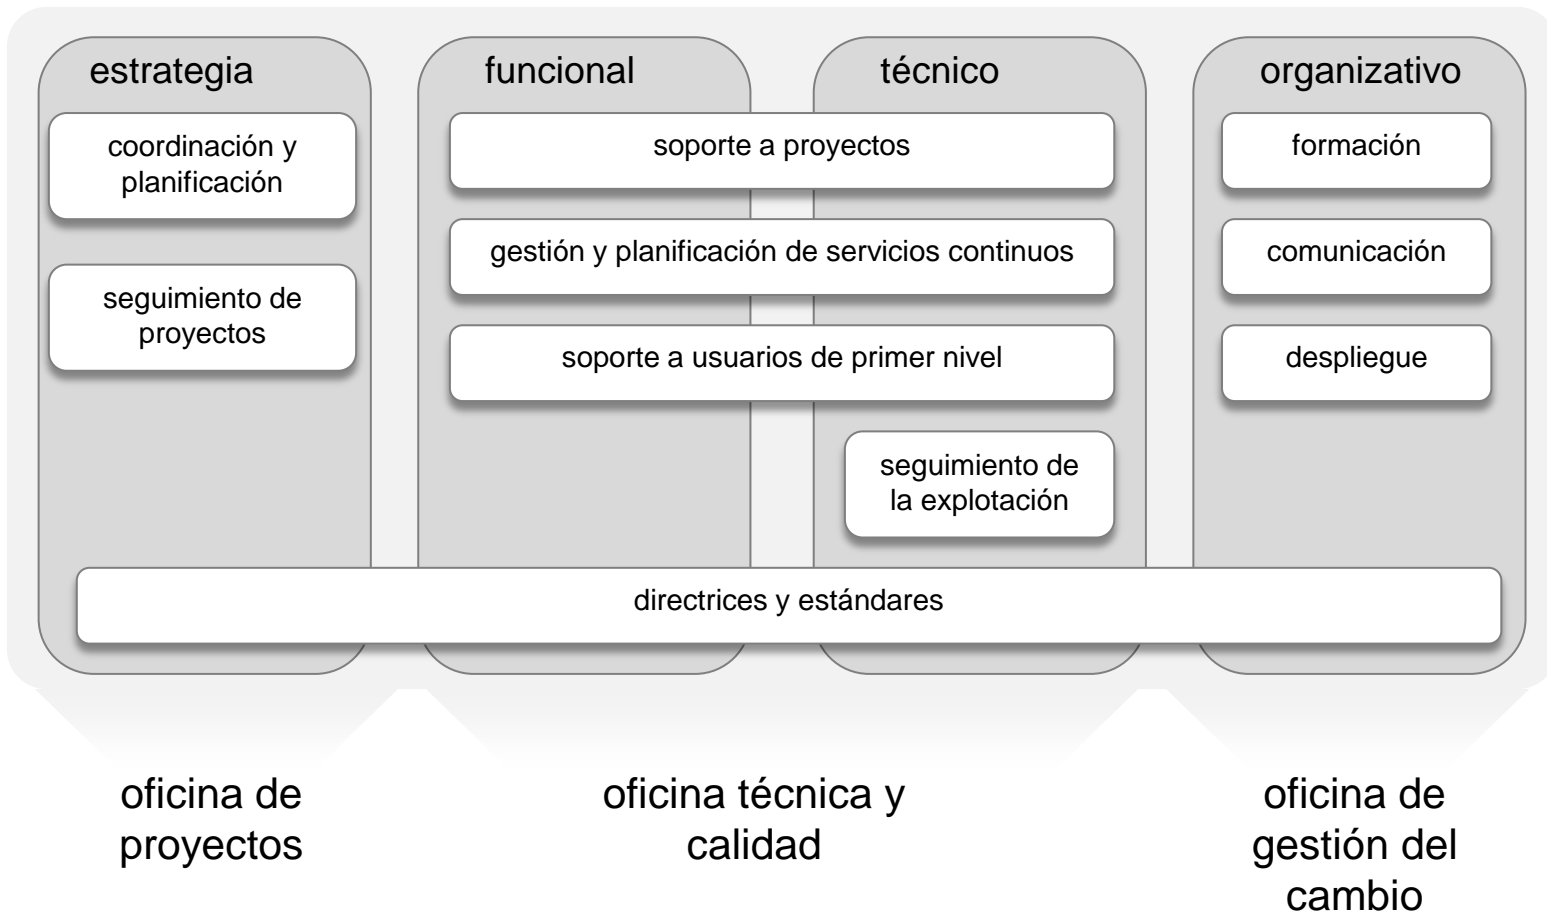 estrategia
funcional
técnico
organizativo
coordinación y
planificación
seguimiento de
proyectos
soporte a proyectos
gestión y planificación de servicios continuos
soporte a usuarios de primer nivel
seguimiento de
la explotación
formación
comunicación
despliegue
directrices y estándares
oficina de
proyectos
oficina técnica y
calidad
oficina de
gestión del
cambio